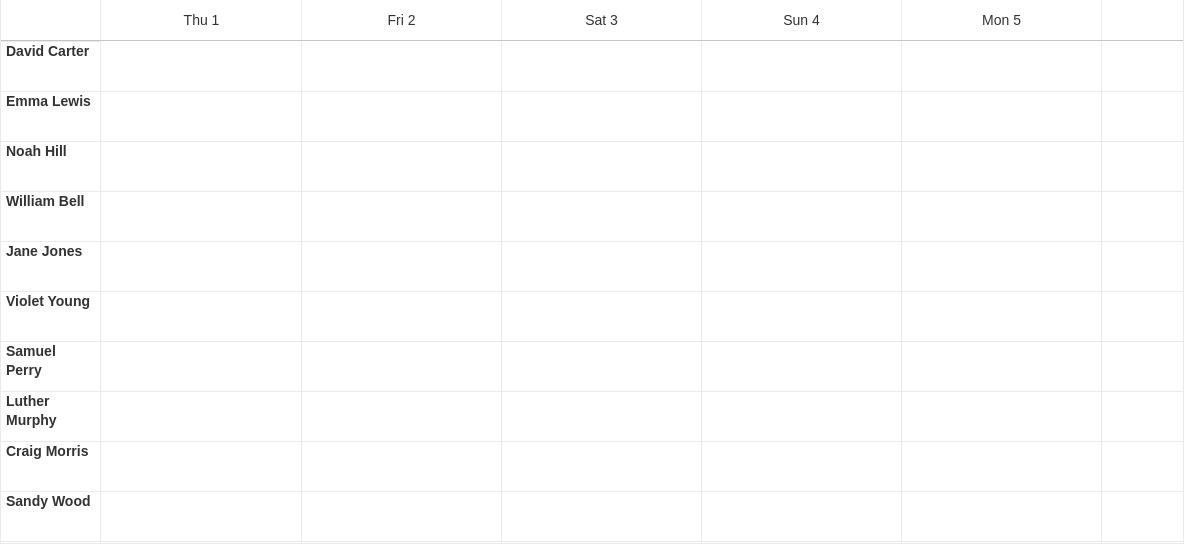 Thu 1 Fri 2 Sat 3 Sun 4 Mon 5
David Carter
Emma Lewis
Noah Hill
William Bell
Jane Jones
Violet Young
Samuel
Perry
Luther
Murphy
Craig Morris
Sandy Wood